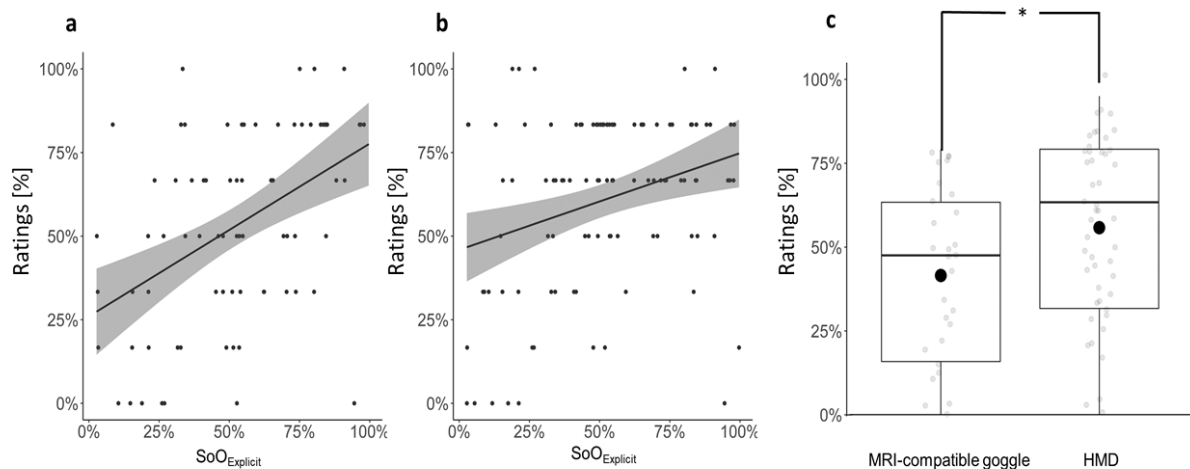 a
Ratings [%]
100%
75%
50%
25%
0%
0% 25% 50% 75% 100%
SoOExplicit
b
Ratings [%]
100%
75%
50%
25%
0%
0% 25% 50% 75% 100%
SoOExplicit
c
*
Ratings [%]
100%
75%
50%
25%
0%
MRI-compatible goggle HMD